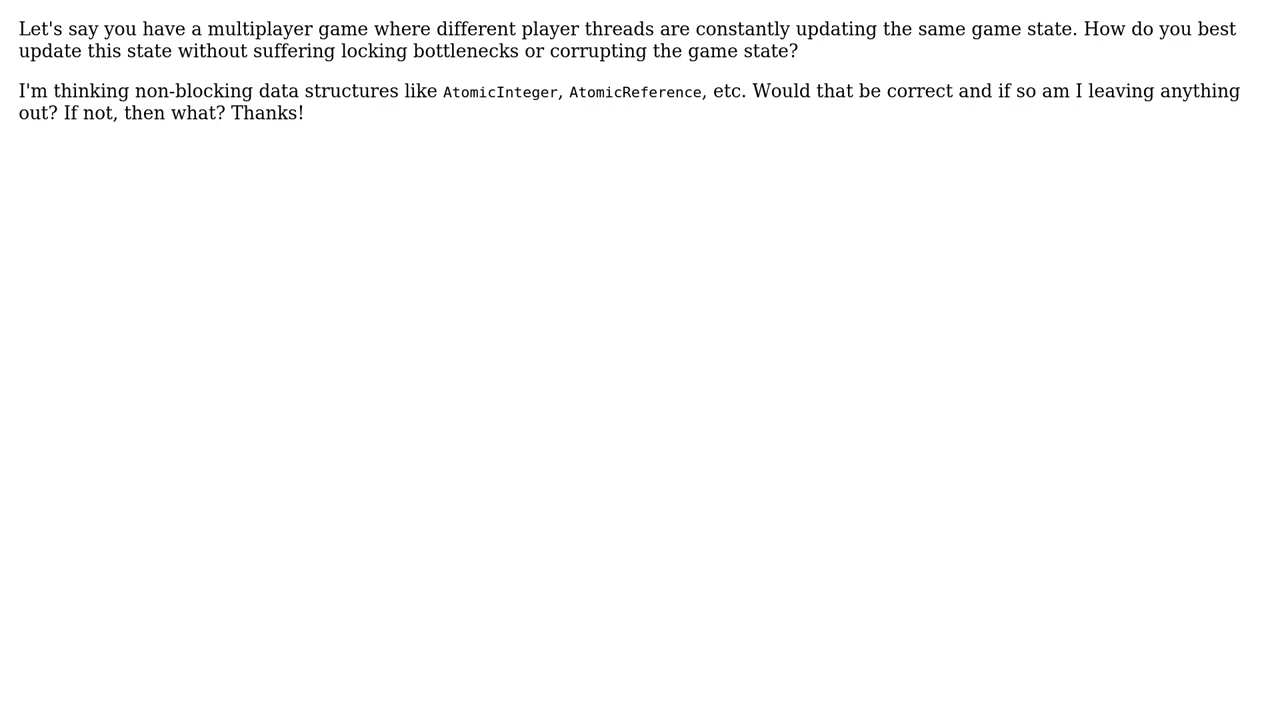 Let's say you have a multiplayer game where different player threads are constantly updating the same game state. How do you best
update this state without suffering locking bottlenecks or corrupting the game state?
I'm thinking non-blocking data structures like AtomicInteger, AtomicReference, etc. Would that be correct and if so am I leaving anything
out? If not, then what? Thanks!